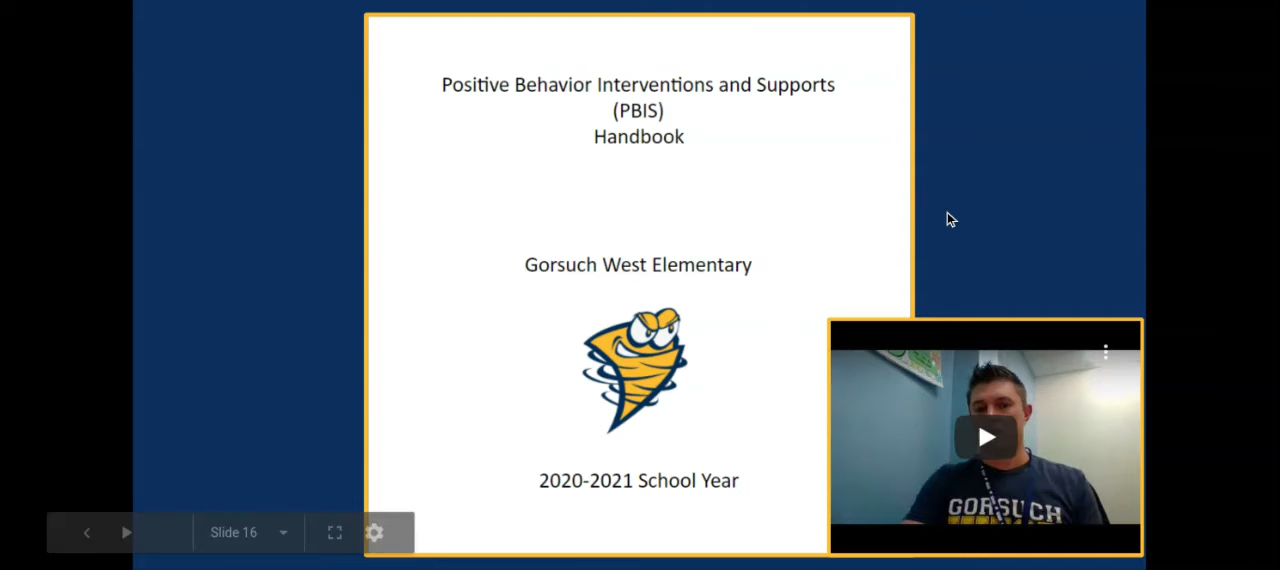 Positive Behavior Interventions and Supports
(PBIS)
Handbook
Gorsuch West Elementary
2020-2021 School Year
GORSUCH
Slide 16